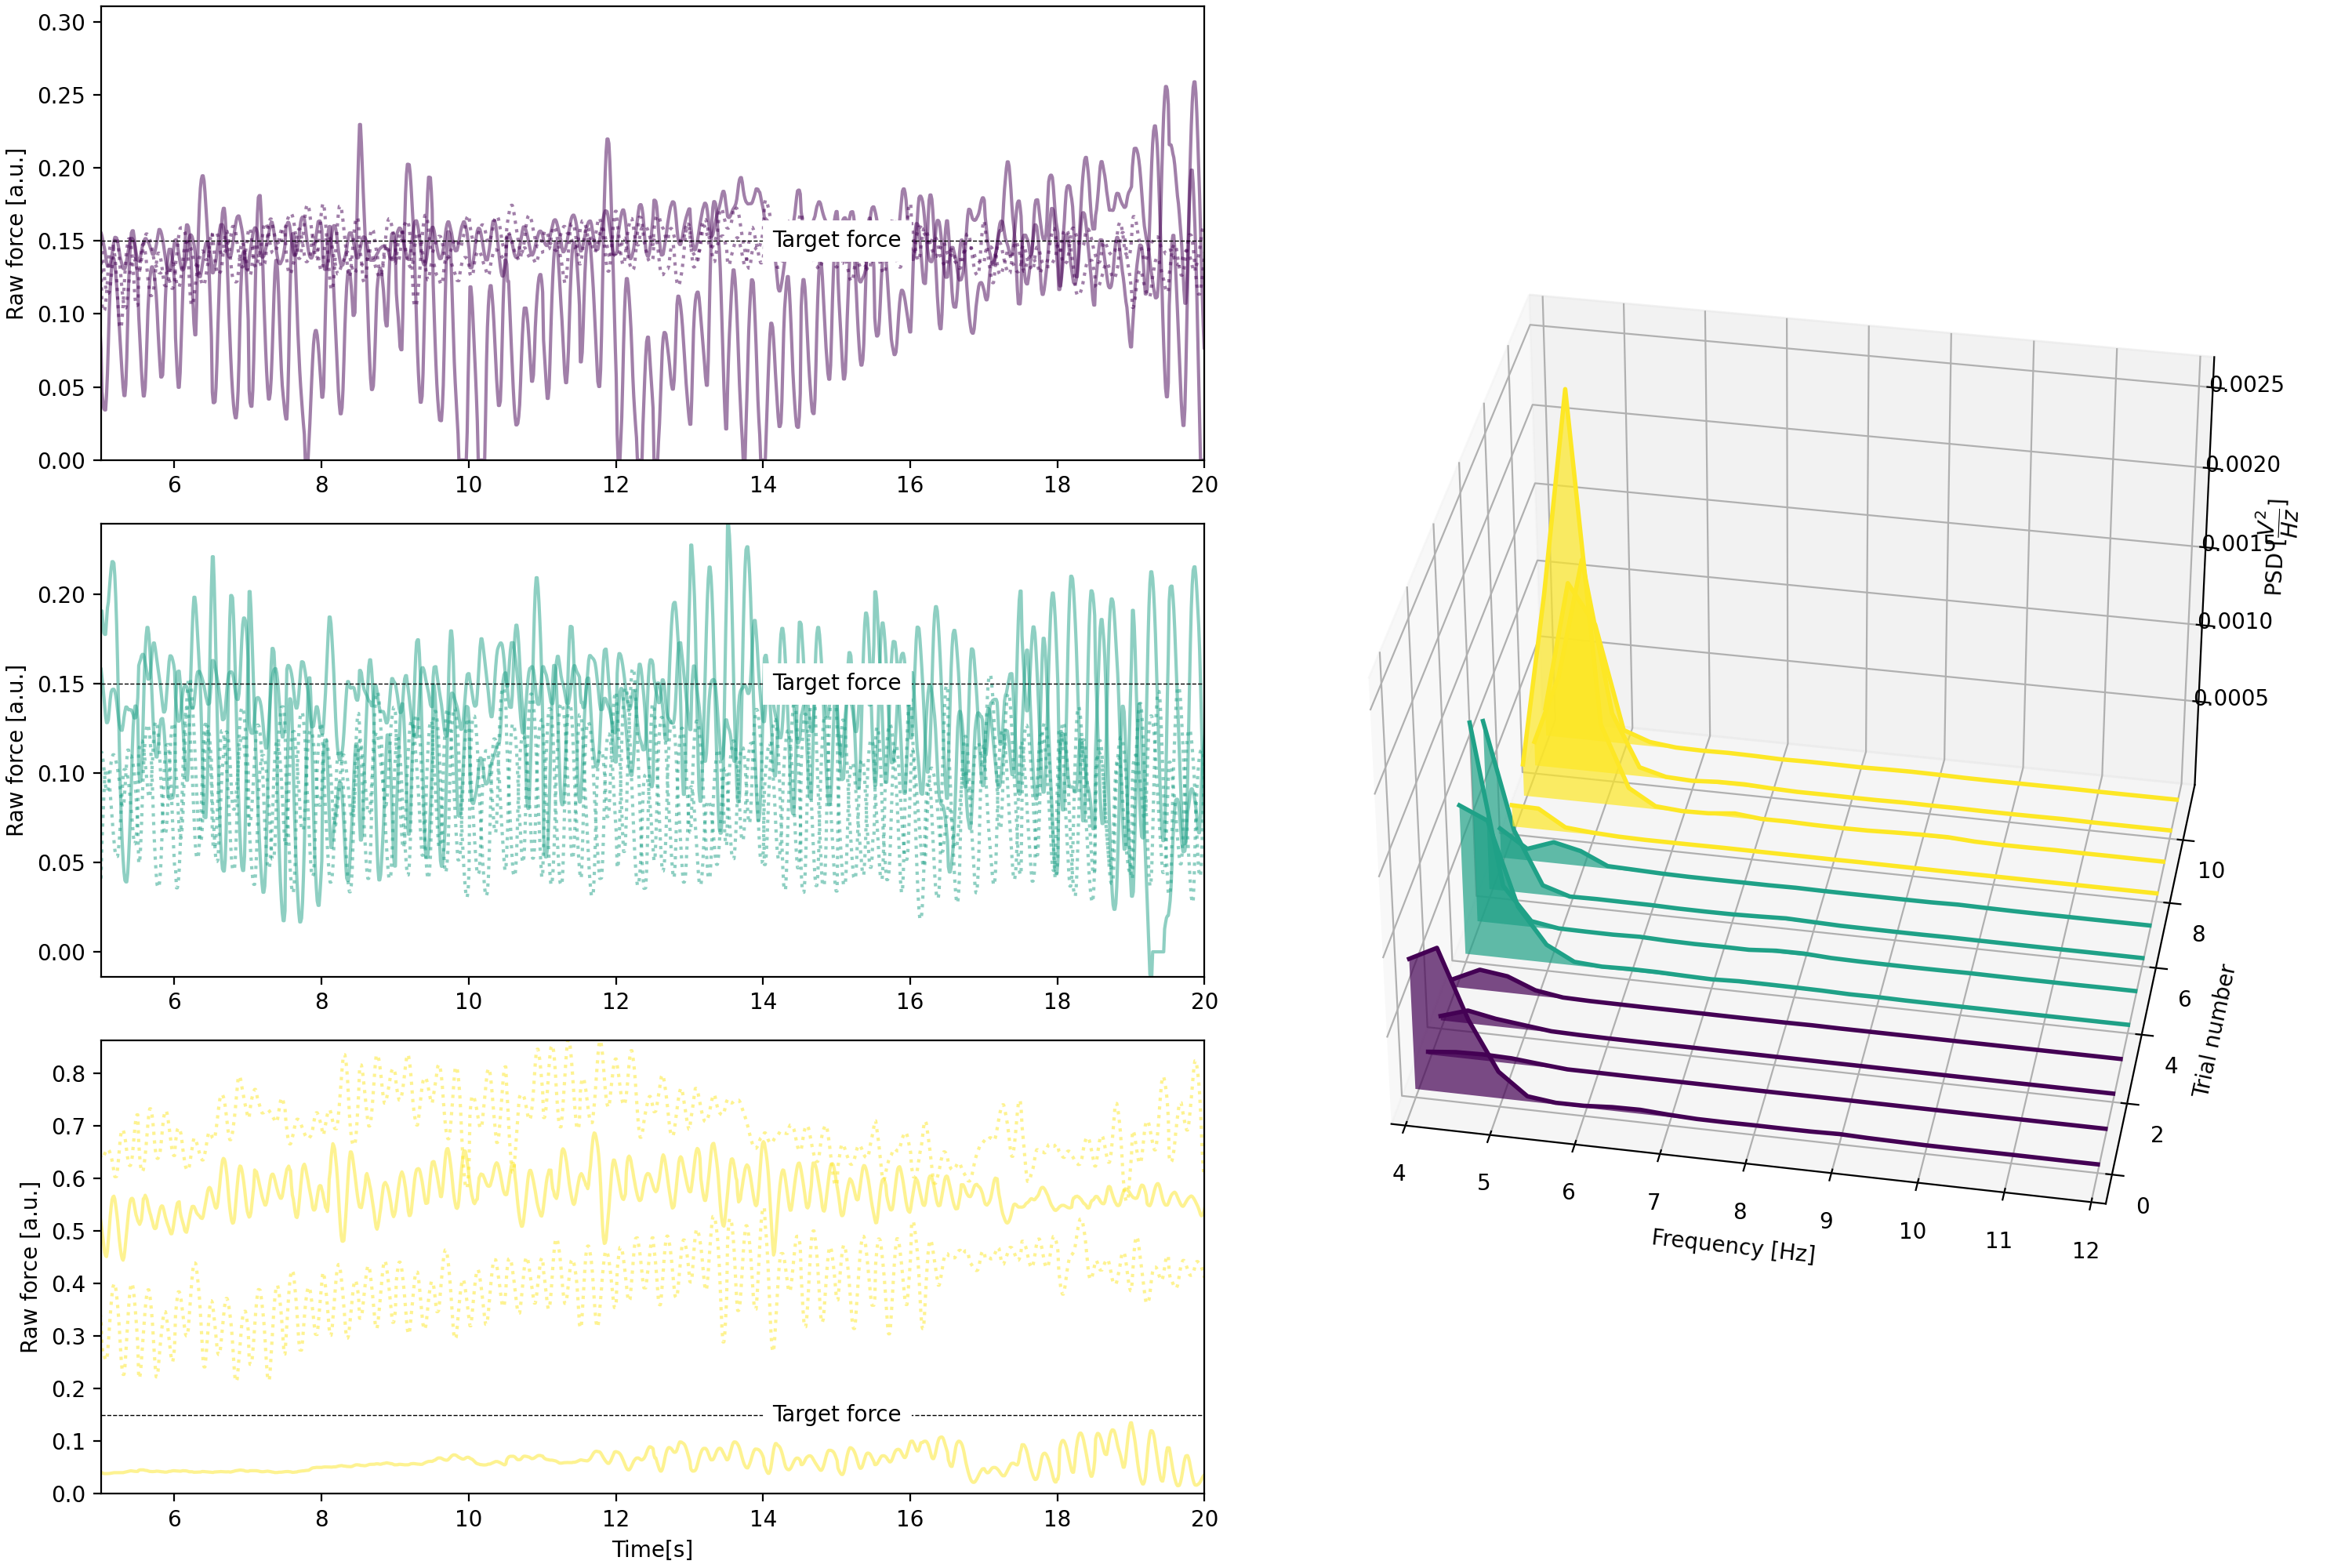 0.30
0.25
0.20
0.15
0.10
0.05
0.00
Raw force [a.u.]
Target force
6 8 10 12 14 16 18 20
0.20
0.15
0.10
0.05
0.00
Raw force [a.u.]
Target force
6 8 10 12 14 16 18 20
0.8
0.7
0.6
0.5
0.4
0.3
0.2
0.1
0.0
Raw force [a.u.]
Target force
6 8 10 12 14 16 18 20
Time[s]
0.0025
0.0020
0.0015
0.0010
0.0005
PSD [V²/Hz]
10
8
6
4
2
0
Trial number
4 5 6 7 8 9 10 11 12
Frequency [Hz]